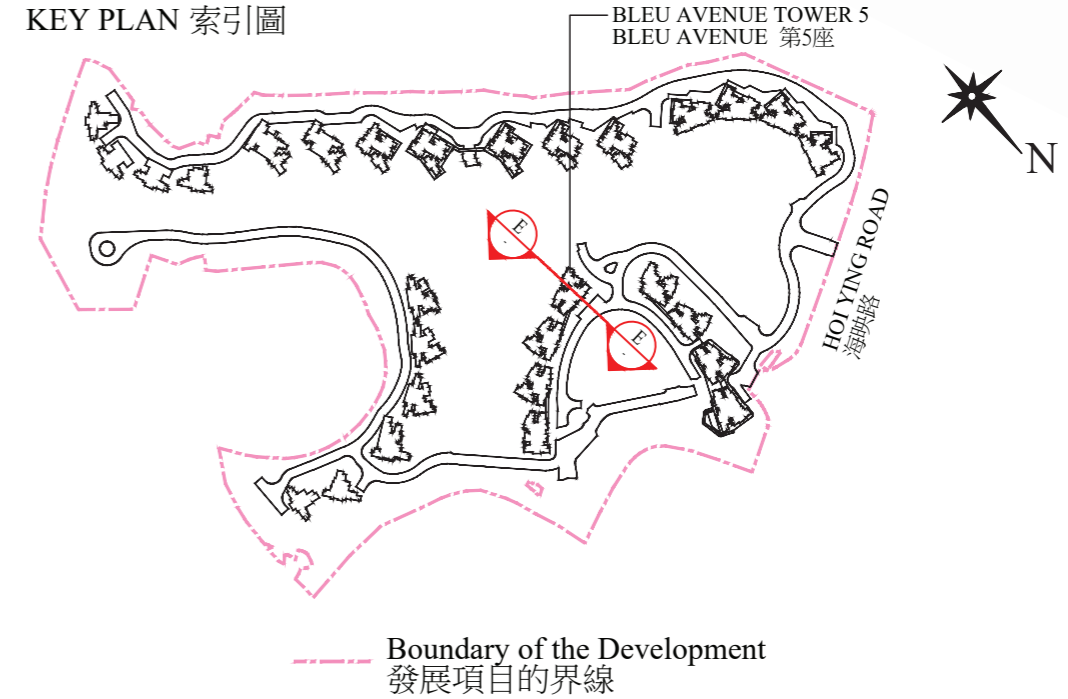 KEY PLAN 索引圖
BLEU AVENUE TOWER 5
BLEU AVENUE 第5座
N
E
-
E
-
HOI YING ROAD
海映路
Boundary of the Development
發展項目的界線